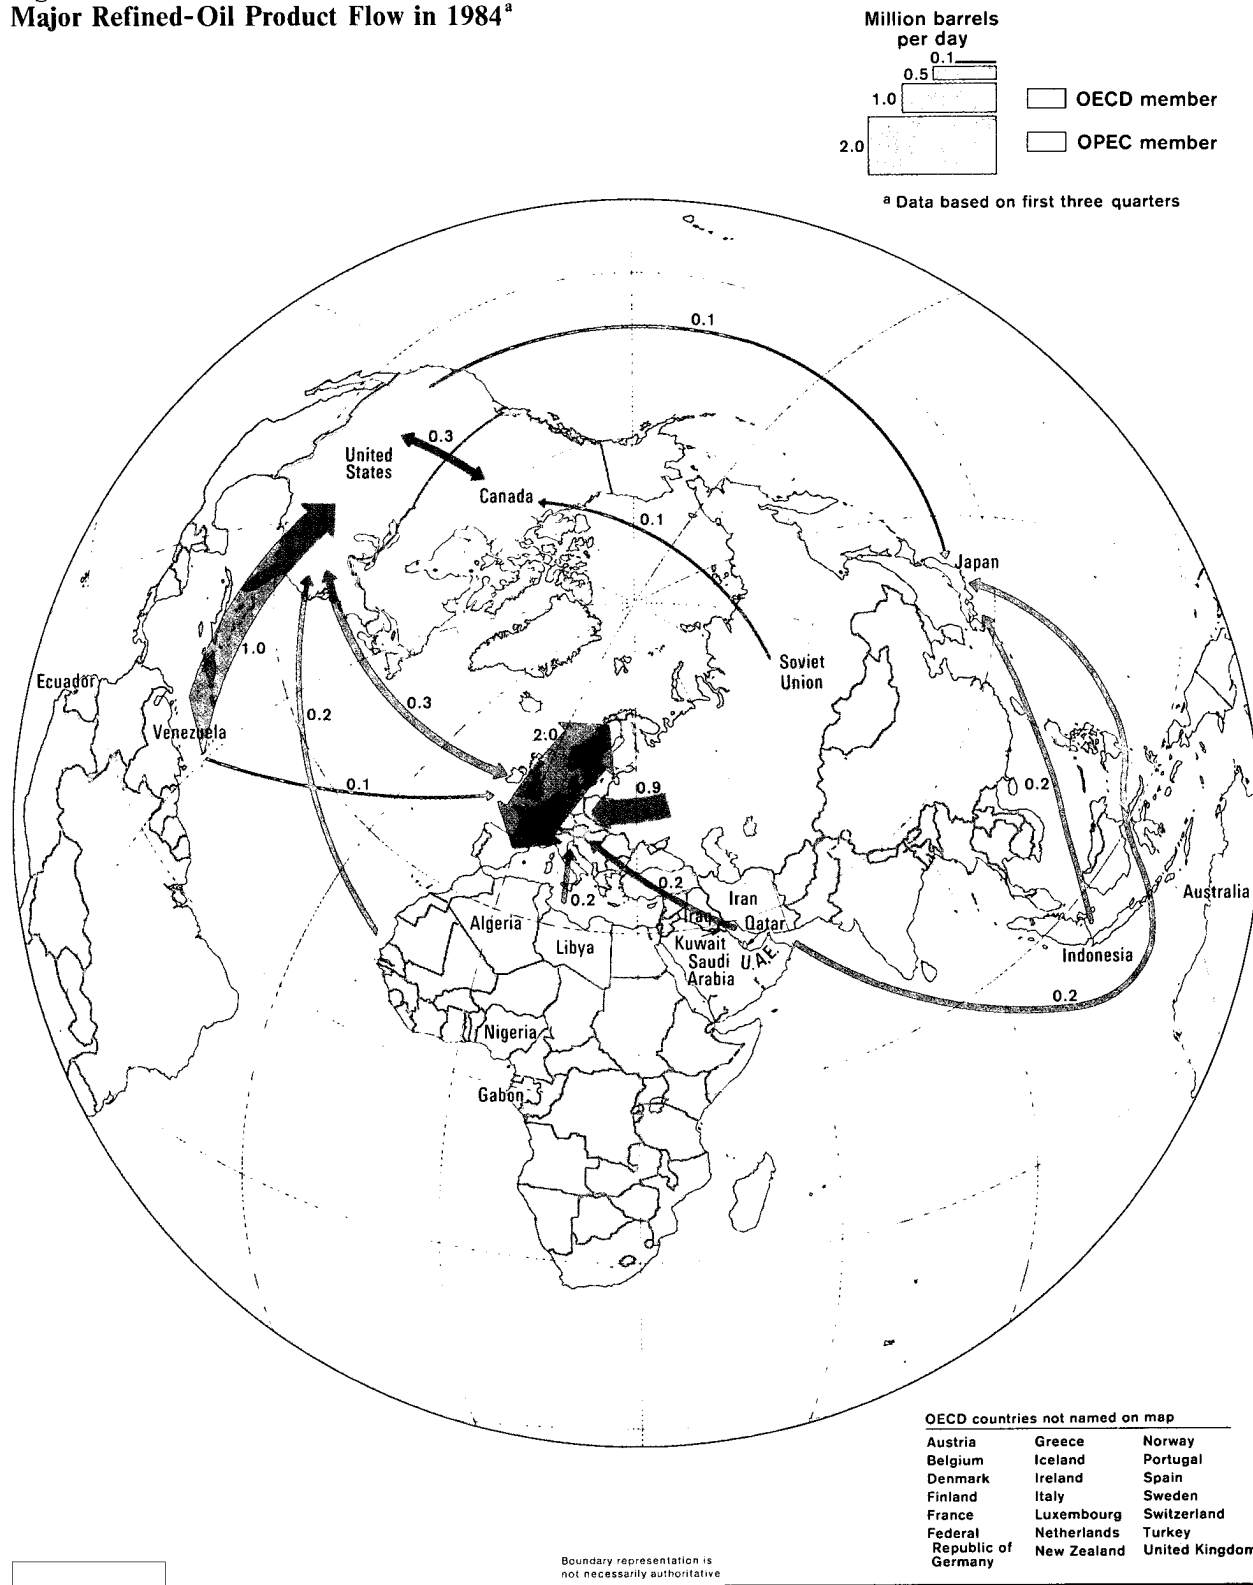 Major Refined-Oil Product Flow in 1984a
Million barrels
per day
0.1
0.5
1.0
2.0
OECD member
OPEC member
a Data based on first three quarters
0.1
0.3
United
States
Canada
0.1
Japan
1.0
Soviet
Union
Ecuador
0.2
0.3
Venezuela
2.0
0.1
0.9
0.2
0.2
0.2
Iran
Australia
Algeria
Iraq
Qatar
Libya
Kuwait
Saudi
Arabia
U.A.E.
Indonesia
0.2
Nigeria
Gabon
OECD countries not named on map
Austria Greece Norway
Belgium Iceland Portugal
Denmark Ireland Spain
Finland Italy Sweden
France Luxembourg Switzerland
Federal Netherlands Turkey
Republic of New Zealand United Kingdom
Germany
Boundary representation is
not necessarily authoritative